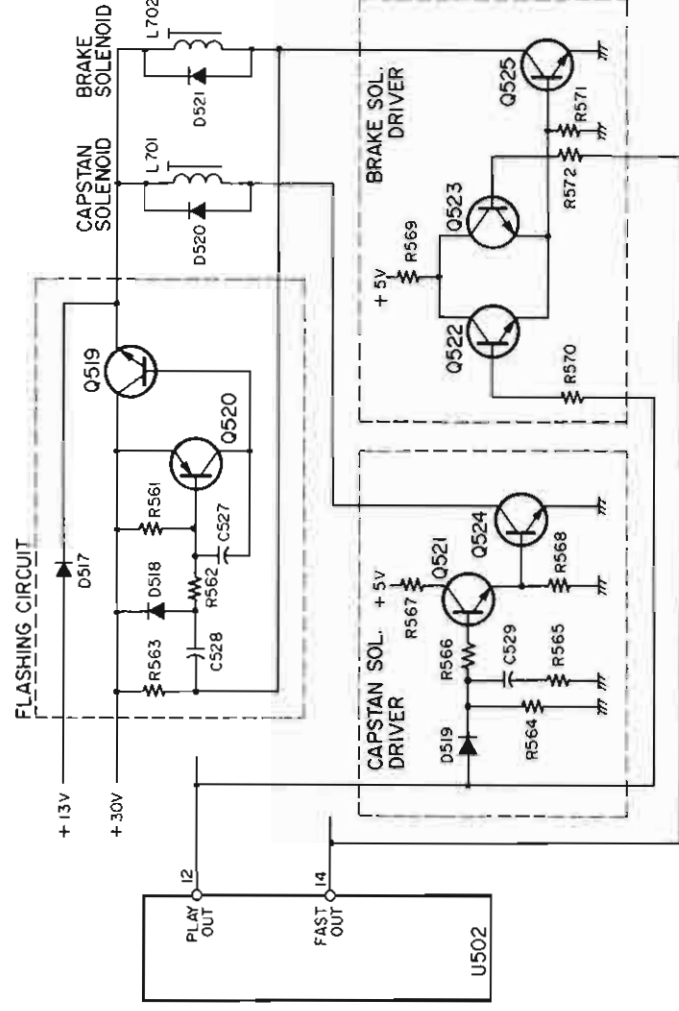 FLASHING CIRCUIT
CAPSTAN SOLENOID
BRAKE SOLENOID
L701
L702
D520
D521
+13V
+30V
D517
Q519
R563
D518
R561
Q520
R562
C528
C527
CAPSTAN SOL. DRIVER
+5V
R567
Q521
Q524
R566
C529
D519
R564
R565
R568
BRAKE SOL. DRIVER
+5V
R569
Q522
Q523
Q525
R570
R572
R571
12
PLAY OUT
14
FAST OUT
U502